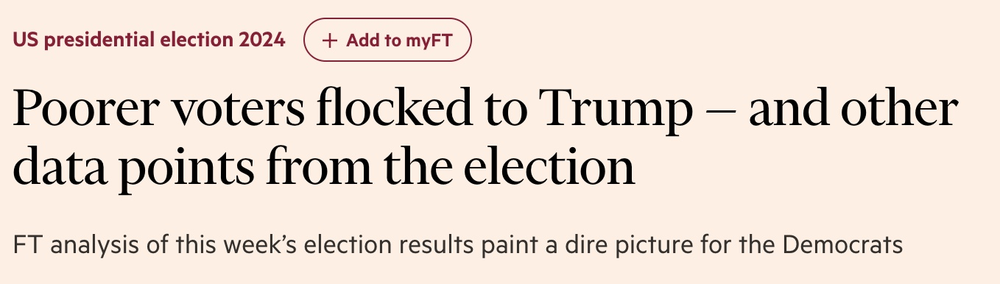 US presidential election 2024
+ Add to myFT
Poorer voters flocked to Trump – and other
data points from the election
FT analysis of this week’s election results paint a dire picture for the Democrats